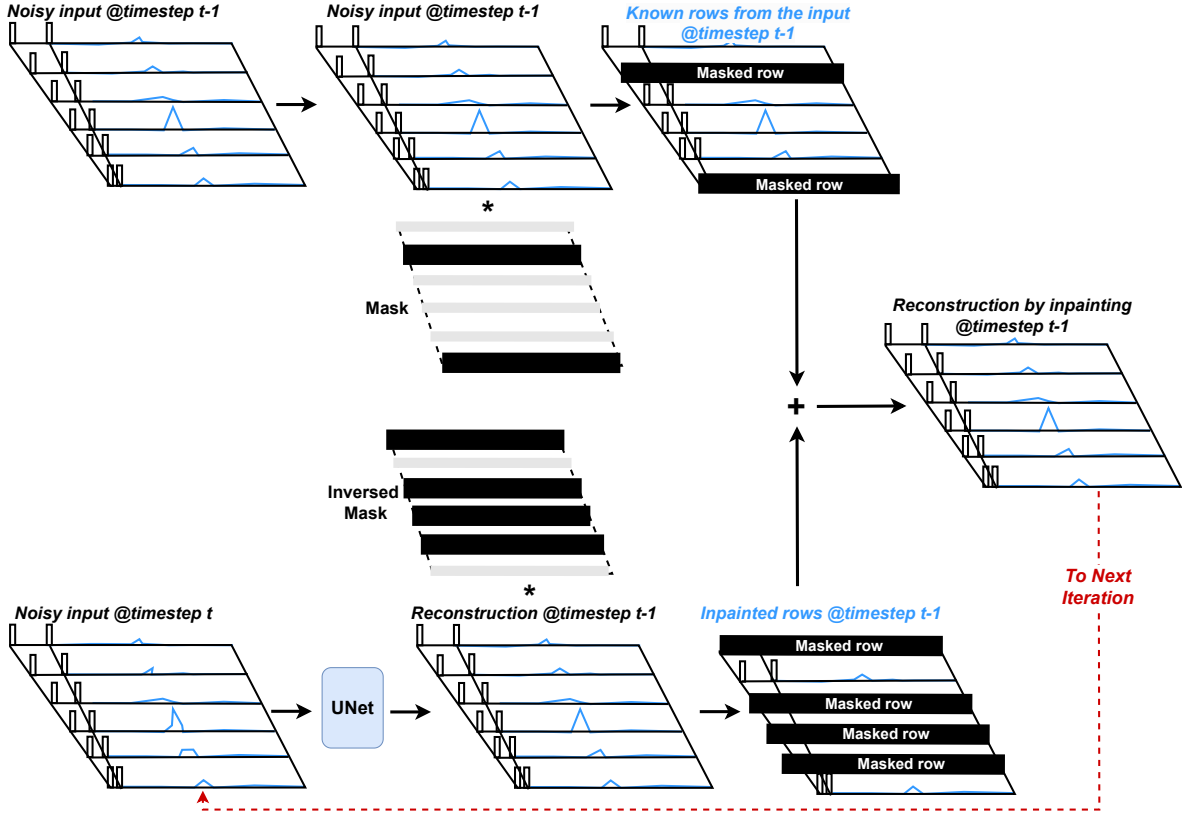 Noisy input @timestep t-1
Noisy input @timestep t-1
Known rows from the input
@timestep t-1
Masked row
Masked row
*
Mask
Reconstruction by inpainting
@timestep t-1
+
Inversed
Mask
*
To Next
Iteration
Noisy input @timestep t
Reconstruction @timestep t-1
Inpainted rows @timestep t-1
UNet
Masked row
Masked row
Masked row
Masked row